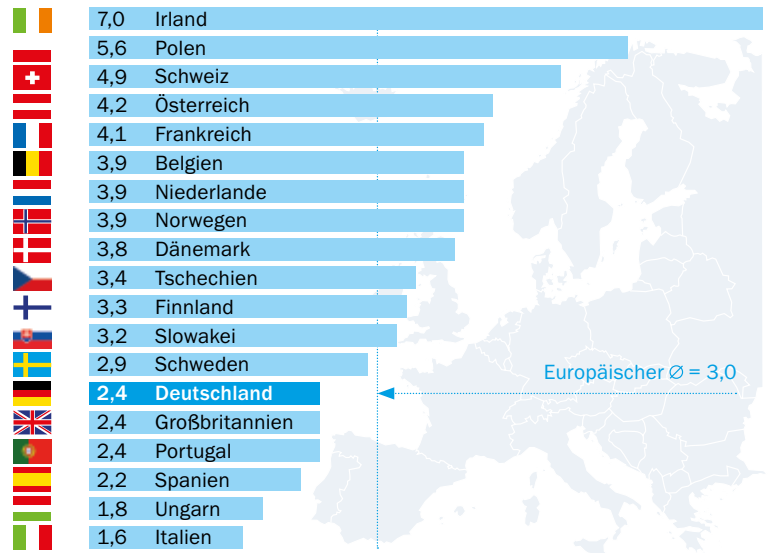 7,0 Irland
5,6 Polen
4,9 Schweiz
4,2 Österreich
4,1 Frankreich
3,9 Belgien
3,9 Niederlande
3,9 Norwegen
3,8 Dänemark
3,4 Tschechien
3,3 Finnland
3,2 Slowakei
2,9 Schweden
Europäischer ∅ = 3,0
2,4 Deutschland
2,4 Großbritannien
2,4 Portugal
2,2 Spanien
1,8 Ungarn
1,6 Italien